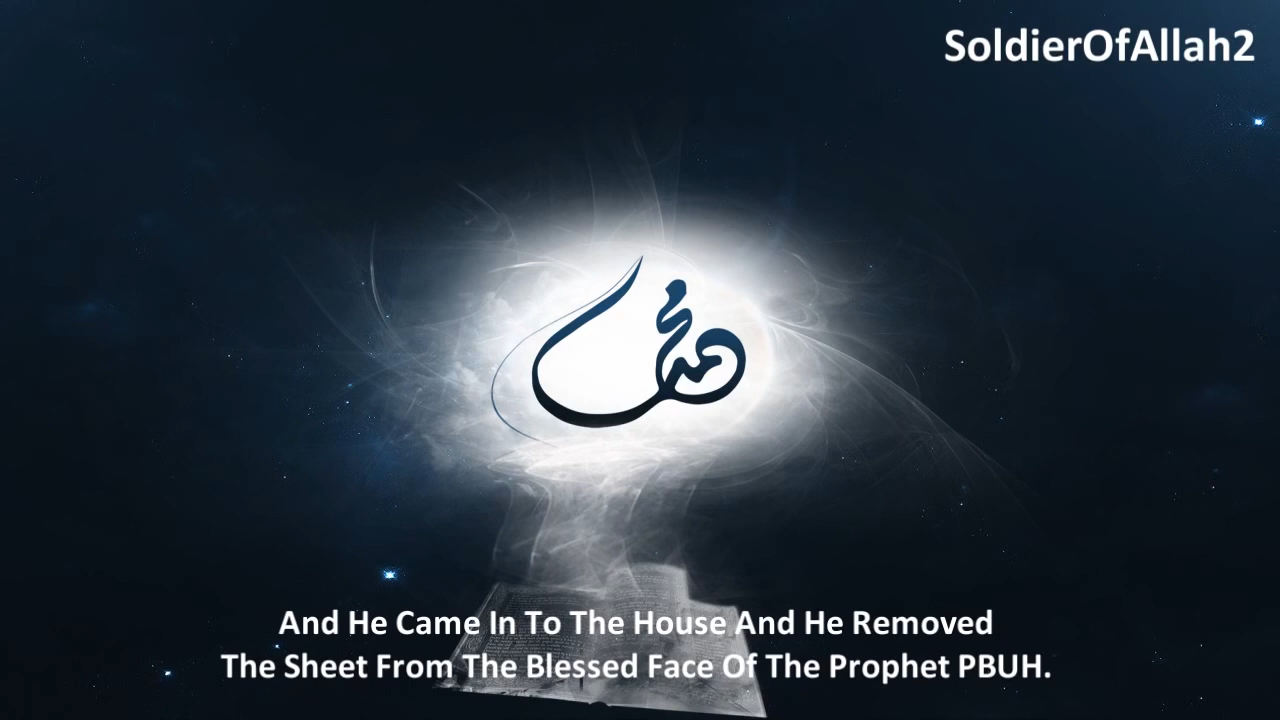 SoldierOfAllah2
محمد
And He Came In To The House And He Removed
The Sheet From The Blessed Face Of The Prophet PBUH.